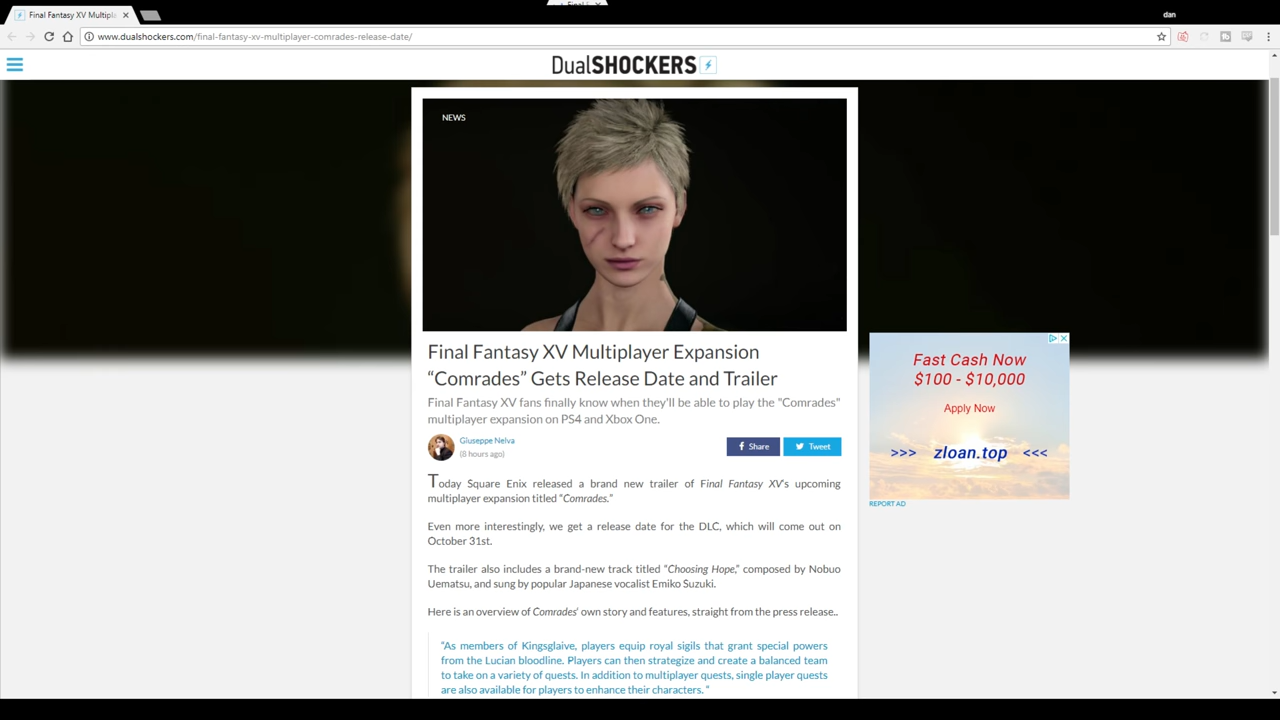 Final Fantasy XV Multipla
dan
www.dualshockers.com/final-fantasy-xv-multiplayer-comrades-release-date/
DualSHOCKERS
NEWS
Final Fantasy XV Multiplayer Expansion
“Comrades” Gets Release Date and Trailer
Final Fantasy XV fans finally know when they'll be able to play the "Comrades"
multiplayer expansion on PS4 and Xbox One.
Giuseppe Nelva
(8 hours ago)
Share
Tweet
Today Square Enix released a brand new trailer of Final Fantasy XV's upcoming
multiplayer expansion titled “Comrades.”
Even more interestingly, we get a release date for the DLC, which will come out on
October 31st.
The trailer also includes a brand-new track titled “Choosing Hope,” composed by Nobuo
Uematsu, and sung by popular Japanese vocalist Emiko Suzuki.
Here is an overview of Comrades' own story and features, straight from the press release..
“As members of Kingsglaive, players equip royal sigils that grant special powers
from the Lucian bloodline. Players can then strategize and create a balanced team
to take on a variety of quests. In addition to multiplayer quests, single player quests
are also available for players to enhance their characters. “
Fast Cash Now
$100 - $10,000
Apply Now
>>> zloan.top <<<
REPORT AD